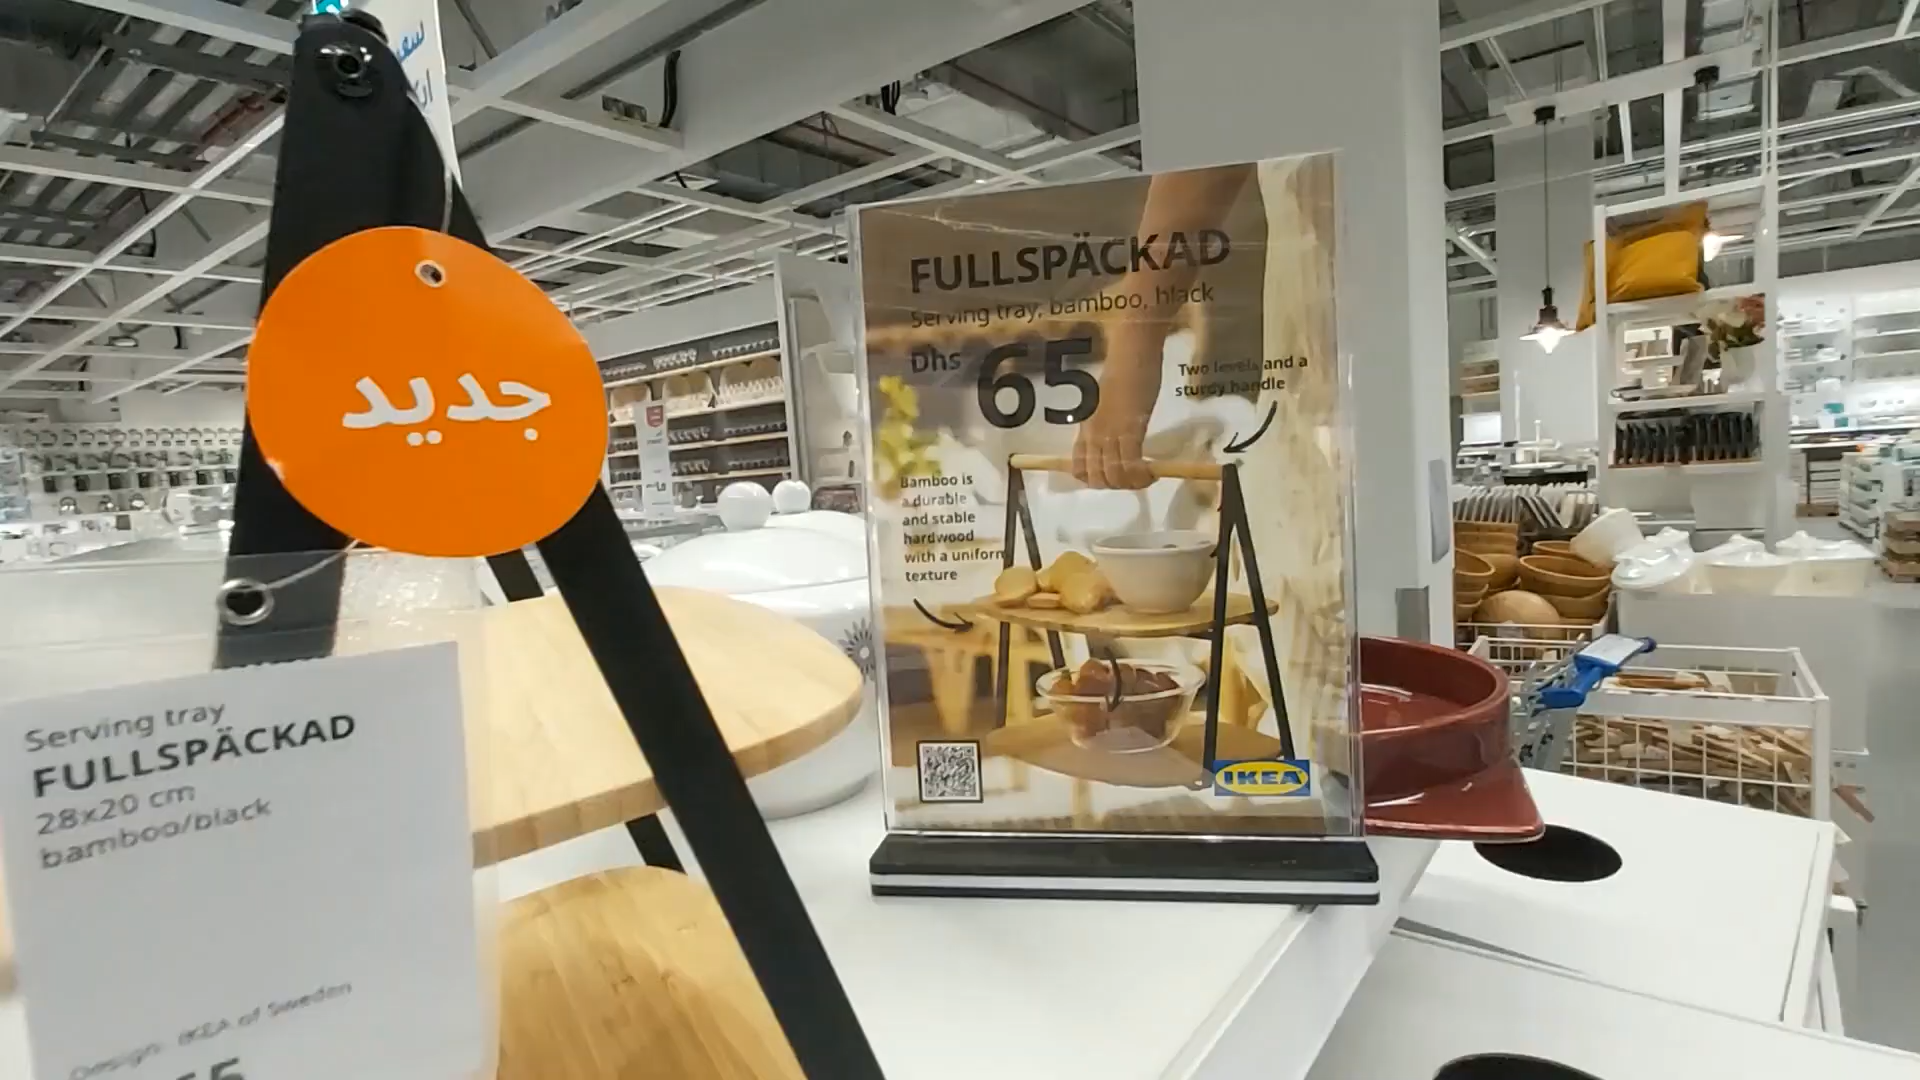 جديد
Serving tray
FULLSPÄCKAD
28x20 cm
bamboo/black
Design: IKEA of Sweden
FULLSPÄCKAD
Serving tray, bamboo, black
Dhs 65
Two levels and a
sturdy handle
Bamboo is
a durable
and stable
hardwood
with a uniform
texture
IKEA